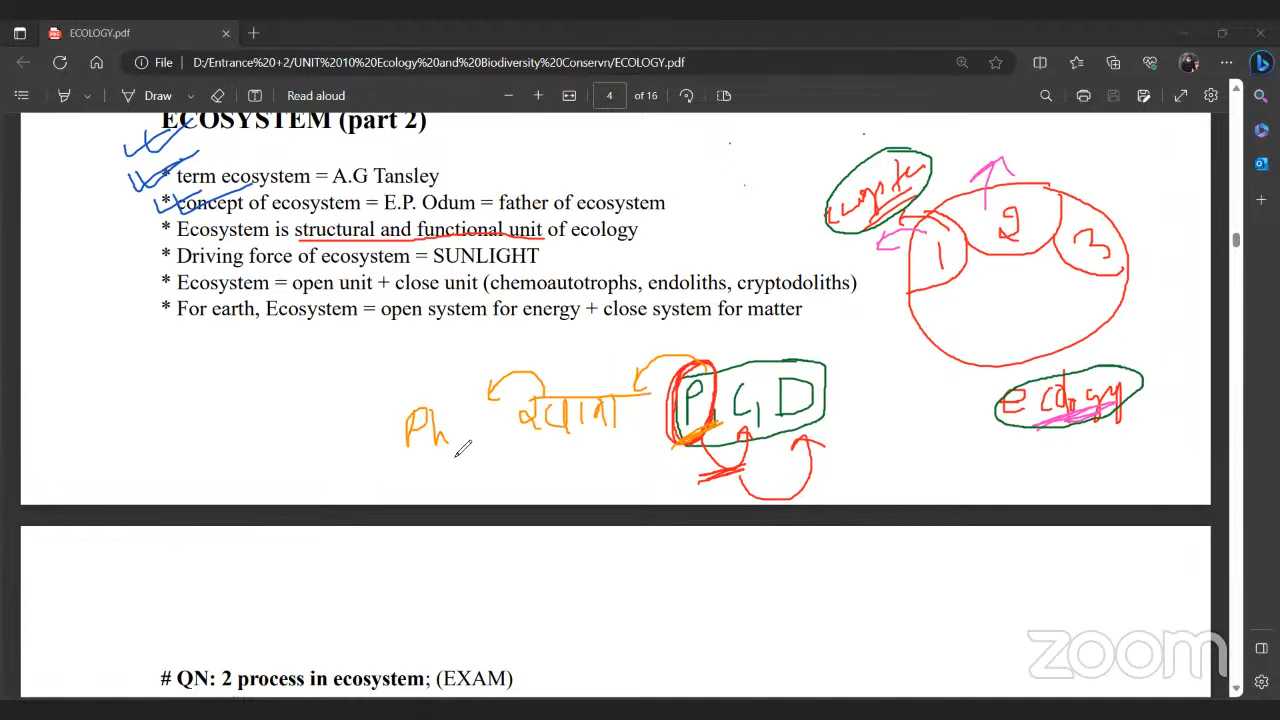 ECOLOGY.pdf
File D:/Entrance%20+2/UNIT%2010%20Ecology%20and%20Biodiversity%20Conservn/ECOLOGY.pdf
Draw Read aloud 4 of 16
ECOSYSTEM (part 2)
* term ecosystem = A.G Tansley
* concept of ecosystem = E.P. Odum = father of ecosystem
* Ecosystem is structural and functional unit of ecology
* Driving force of ecosystem = SUNLIGHT
* Ecosystem = open unit + close unit (chemoautotrophs, endoliths, cryptodoliths)
* For earth, Ecosystem = open system for energy + close system for matter
1 2 3
P, C, D
ecology
Ph
zoom
# QN: 2 process in ecosystem; (EXAM)